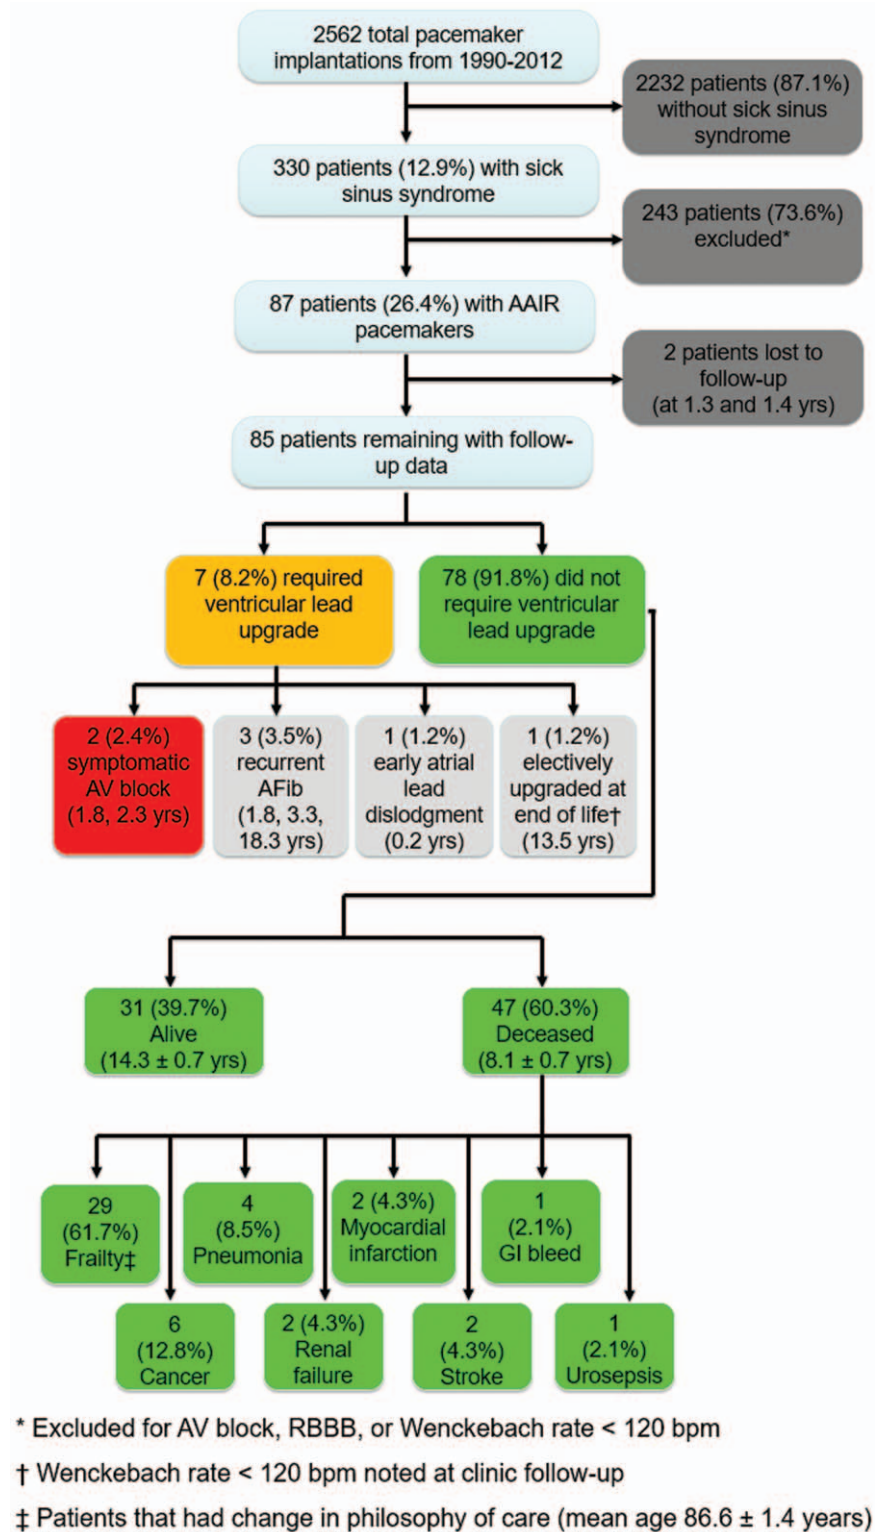 2562 total pacemaker
implantations from 1990-2012
2232 patients (87.1%)
without sick sinus
syndrome
330 patients (12.9%) with sick
sinus syndrome
243 patients (73.6%)
excluded*
87 patients (26.4%) with AAIR
pacemakers
2 patients lost to
follow-up
(at 1.3 and 1.4 yrs)
85 patients remaining with follow-
up data
7 (8.2%) required
ventricular lead
upgrade
78 (91.8%) did not
require ventricular
lead upgrade
2 (2.4%)
symptomatic
AV block
(1.8, 2.3 yrs)
3 (3.5%)
recurrent
AFib
(1.8, 3.3,
18.3 yrs)
1 (1.2%)
early atrial
lead
dislodgment
(0.2 yrs)
1 (1.2%)
electively
upgraded at
end of life†
(13.5 yrs)
31 (39.7%)
Alive
(14.3 ± 0.7 yrs)
47 (60.3%)
Deceased
(8.1 ± 0.7 yrs)
29
(61.7%)
Frailty‡
4
(8.5%)
Pneumonia
2 (4.3%)
Myocardial
infarction
1
(2.1%)
GI bleed
6
(12.8%)
Cancer
2 (4.3%)
Renal
failure
2
(4.3%)
Stroke
1
(2.1%)
Urosepsis
* Excluded for AV block, RBBB, or Wenckebach rate < 120 bpm
† Wenckebach rate < 120 bpm noted at clinic follow-up
‡ Patients that had change in philosophy of care (mean age 86.6 ± 1.4 years)